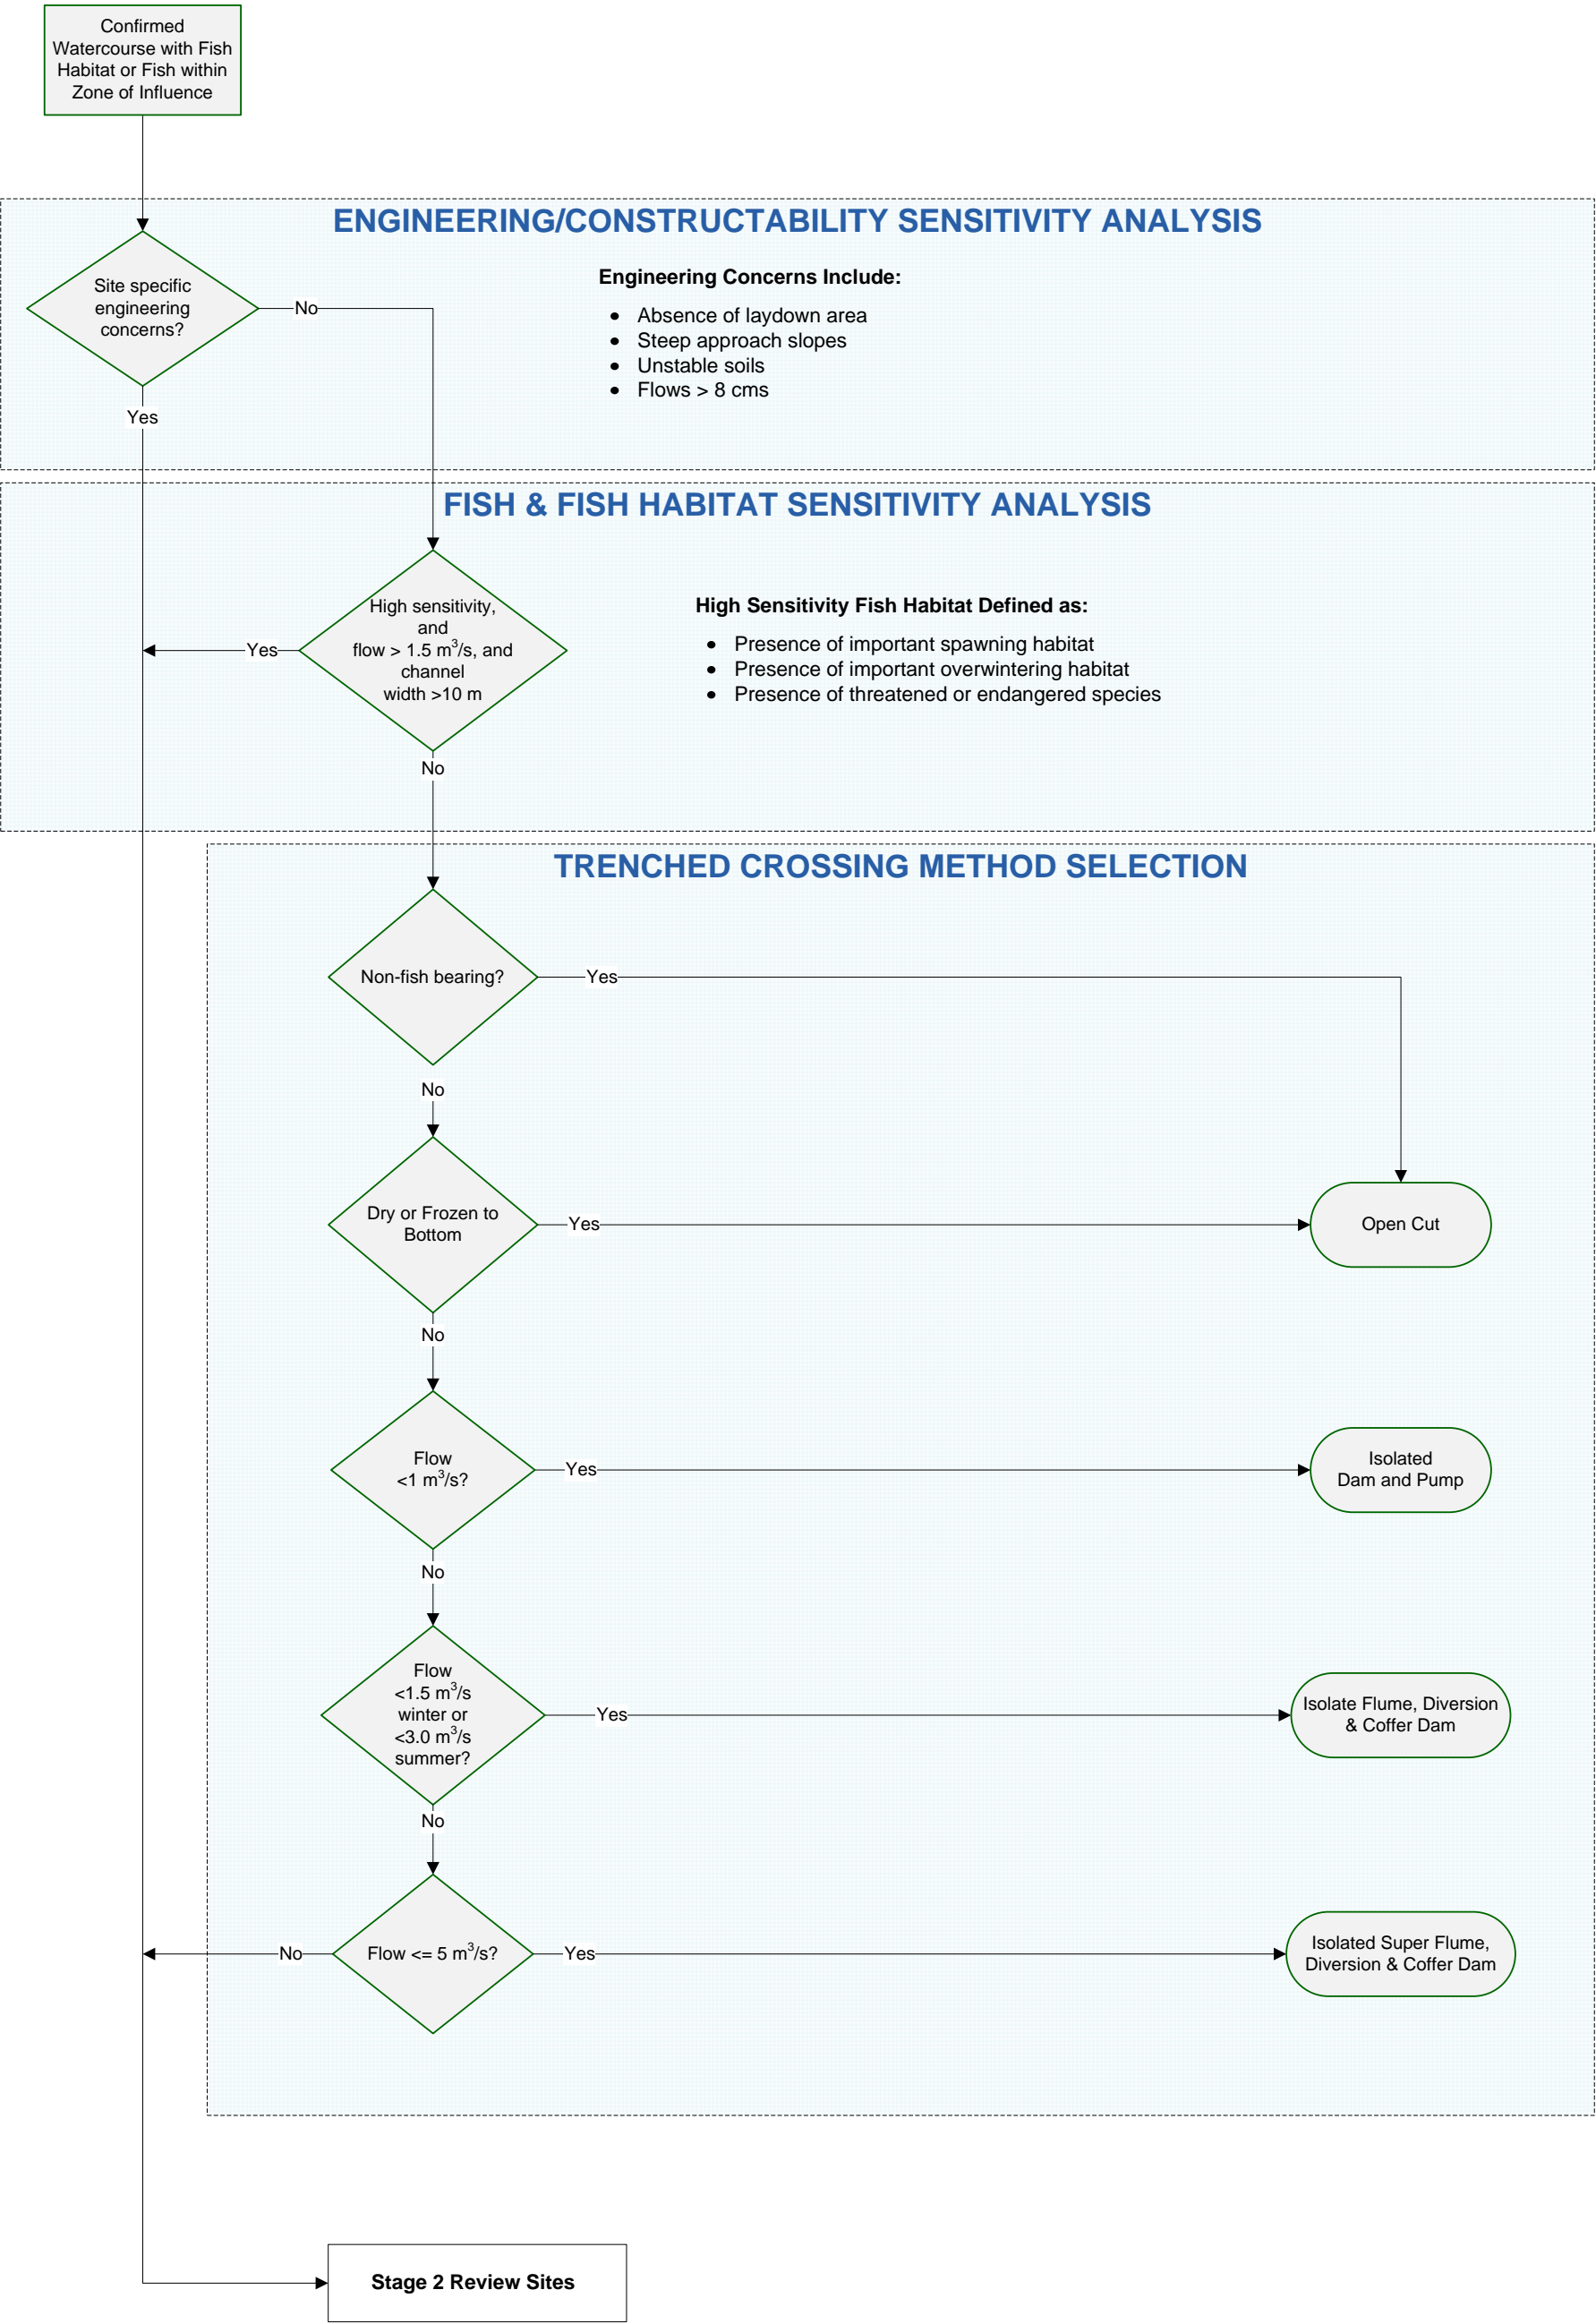 Confirmed
Watercourse with Fish
Habitat or Fish within
Zone of Influence
ENGINEERING/CONSTRUCTABILITY SENSITIVITY ANALYSIS
Site specific
engineering
concerns?
No
Yes
Engineering Concerns Include:
• Absence of laydown area
• Steep approach slopes
• Unstable soils
• Flows > 8 cms
FISH & FISH HABITAT SENSITIVITY ANALYSIS
High sensitivity,
and
flow > 1.5 m³/s, and
channel
width >10 m
Yes
No
High Sensitivity Fish Habitat Defined as:
• Presence of important spawning habitat
• Presence of important overwintering habitat
• Presence of threatened or endangered species
TRENCHED CROSSING METHOD SELECTION
Non-fish bearing?
Yes
No
Dry or Frozen to
Bottom
Yes
Open Cut
No
Flow
<1 m³/s?
Yes
Isolated
Dam and Pump
No
Flow
<1.5 m³/s
winter or
<3.0 m³/s
summer?
Yes
Isolate Flume, Diversion
& Coffer Dam
No
No
Flow <= 5 m³/s?
Yes
Isolated Super Flume,
Diversion & Coffer Dam
Stage 2 Review Sites